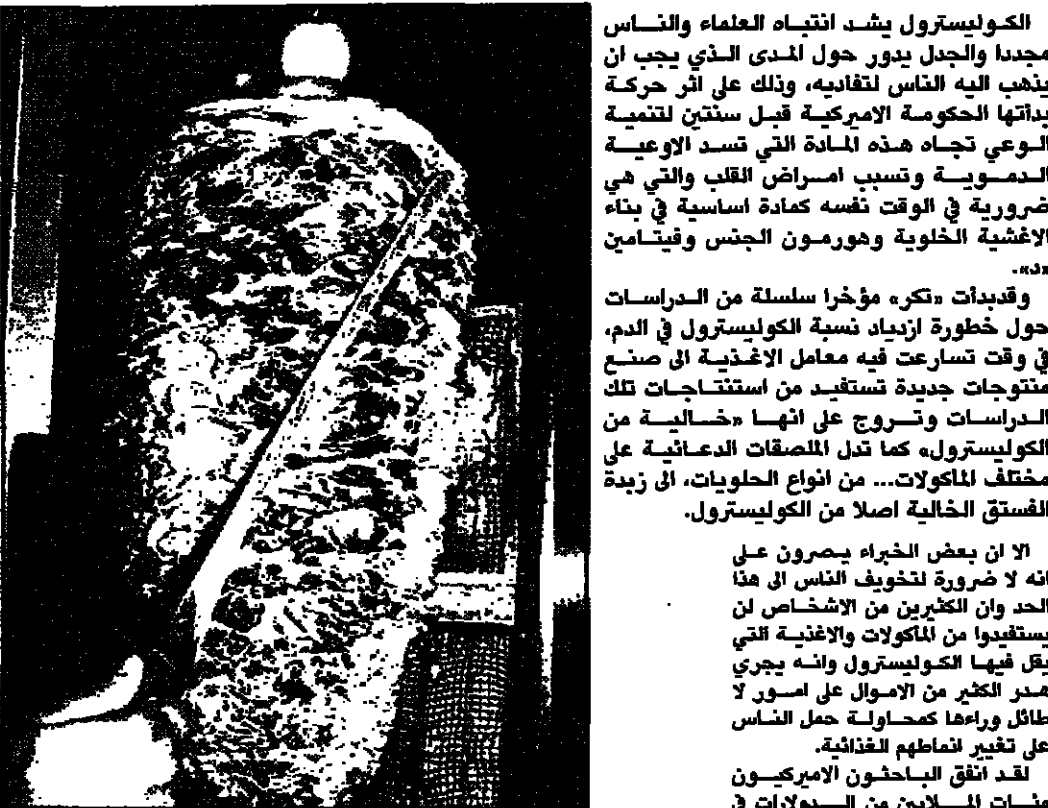 الكوليسترول يشد انتباه العلماء والناس
مجددا والجدل يدور حول المدى الذي يجب ان
يذهب اليه الناس لتفاديه، وذلك على اثر حركة
بدأتها الحكومة الاميركية قبل سنتين لتنمية
الوعي تجاه هذه المادة التي تسد الاوعية
الدموية وتسبب امراض القلب والتي هي
ضرورية في الوقت نفسه كمادة اساسية في بناء
الاغشية الخلوية وهورمون الجنس وفيتامين
«د».
وقدبدأت «تكر» مؤخرا سلسلة من الدراسات
حول خطورة ازدياد نسبة الكوليسترول في الدم،
في وقت تسارعت فيه معامل الاغذية الى صنع
منتوجات جديدة تستفيد من استنتاجات تلك
الدراسات وتروج على انها «خالية من
الكوليسترول» كما تدل الملصقات الدعائية على
مختلف المأكولات... من انواع الحلويات، الى زبدة
الفستق الخالية اصلا من الكوليسترول.
الا ان بعض الخبراء يصرون على
انه لا ضرورة لتخويف الناس الى هذا
الحد وان الكثيرين من الاشخاص لن
يستفيدوا من المأكولات والاغذية التي
يقل فيها الكوليسترول وانه يجري
هدر الكثير من الاموال على امور لا
طائل وراءها كمحاولة حمل الناس
على تغيير انماطهم الغذائية.
لقد انفق الباحثون الاميركيون
مئات الملايين من الدولارات في